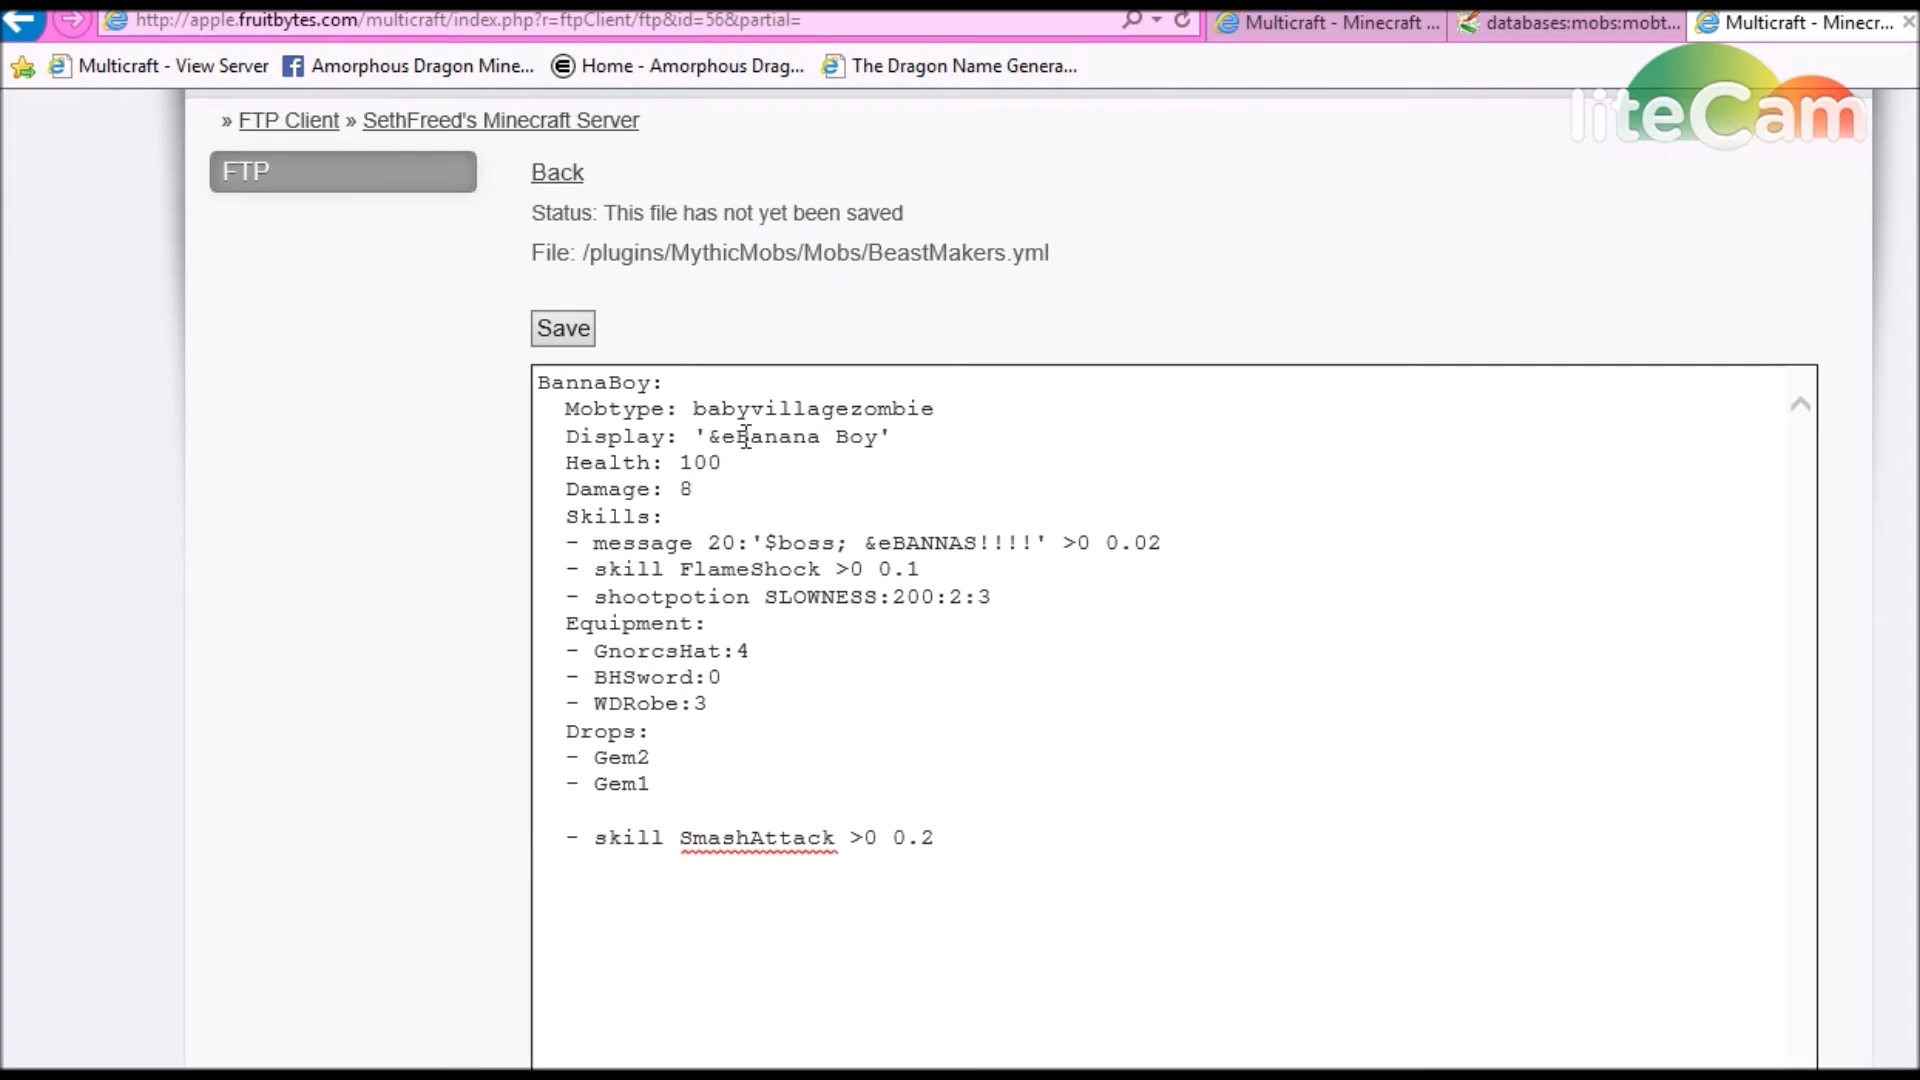 http://apple.fruitbytes.com/multicraft/index.php?r=ftpClient/ftp&id=56&partial=
Multicraft - Minecraft ...
databases:mobs:mobt...
Multicraft - Minecr...
Multicraft - View Server
Amorphous Dragon Mine...
Home - Amorphous Drag...
The Dragon Name Genera...
liteCam
» FTP Client » SethFreed's Minecraft Server
FTP
Back
Status: This file has not yet been saved
File: /plugins/MythicMobs/Mobs/BeastMakers.yml
Save
BannaBoy:
Mobtype: babyvillagezombie
Display: '&eBanana Boy'
Health: 100
Damage: 8
Skills:
- message 20:'$boss; &eBANNAS!!!!' >0 0.02
- skill FlameShock >0 0.1
- shootpotion SLOWNESS:200:2:3
Equipment:
- GnorcsHat:4
- BHSword:0
- WDRobe:3
Drops:
- Gem2
- Gem1
- skill SmashAttack >0 0.2